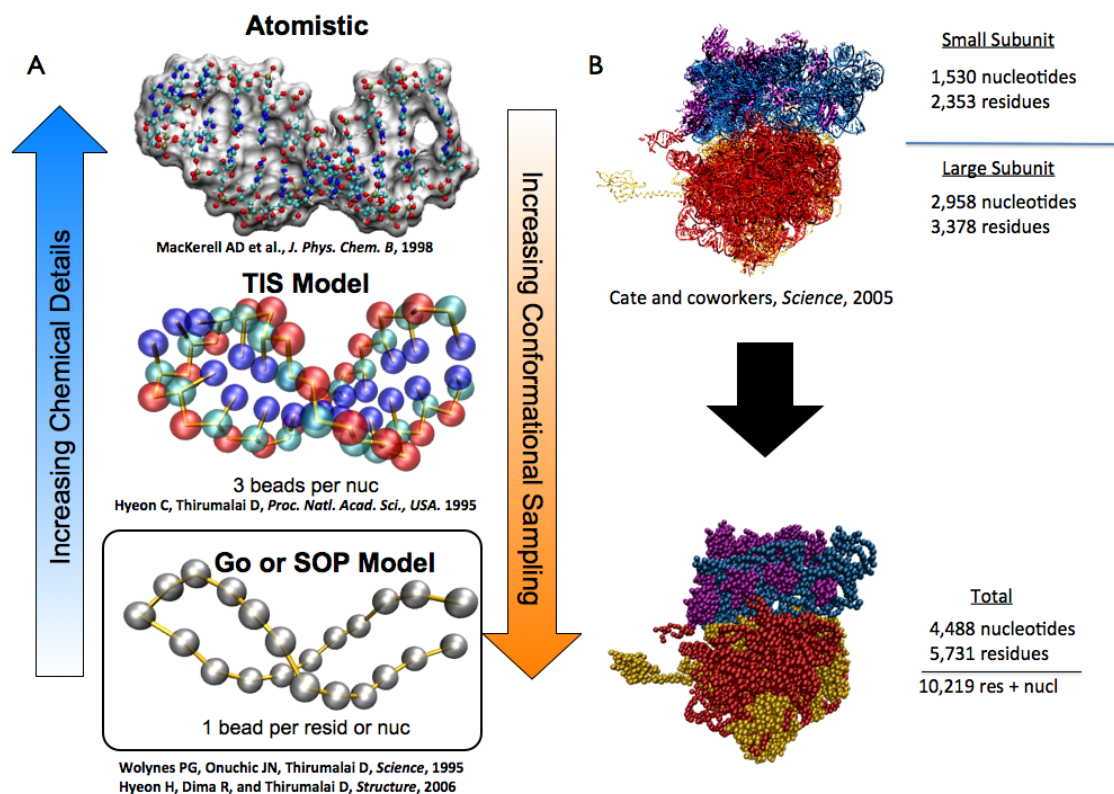 Atomistic
A
Increasing Chemical Details
MacKerell AD et al., J. Phys. Chem. B, 1998
TIS Model
3 beads per nuc
Hyeon C, Thirumalai D, Proc. Natl. Acad. Sci., USA. 1995
Go or SOP Model
1 bead per resid or nuc
Wolynes PG, Onuchic JN, Thirumalai D, Science, 1995
Hyeon H, Dima R, and Thirumalai D, Structure, 2006
Increasing Conformational Sampling
B
Small Subunit
1,530 nucleotides
2,353 residues
Large Subunit
2,958 nucleotides
3,378 residues
Cate and coworkers, Science, 2005
Total
4,488 nucleotides
5,731 residues
10,219 res + nucl